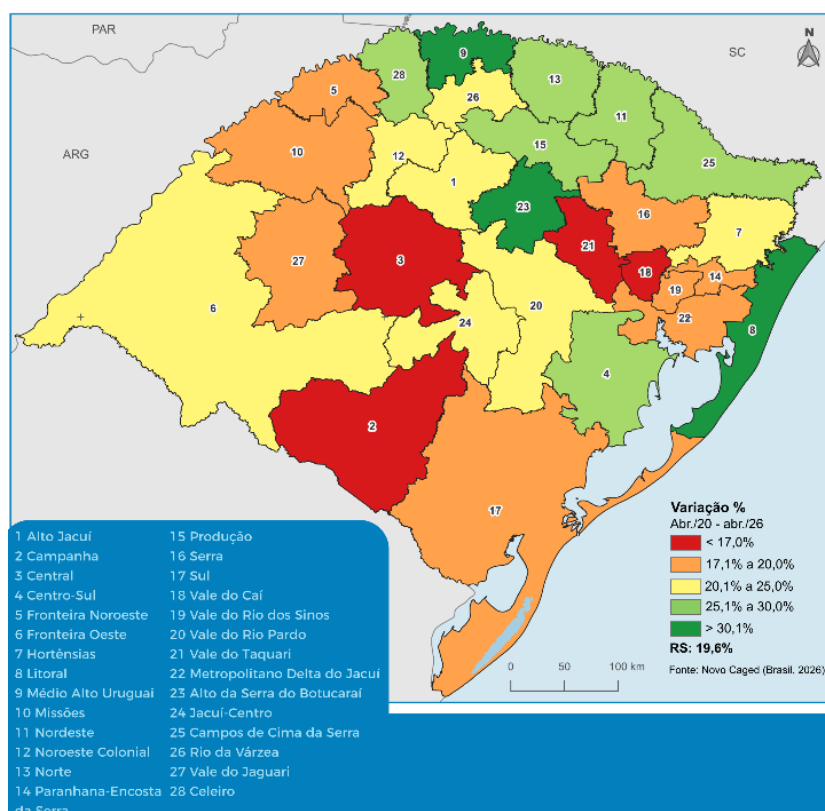 PAR
SC
N
ARG
9
28
13
5
26
11
15
12
10
25
1
23
16
21
7
3
27
18
14
19
6
20
22
24
8
4
2
17
Variação %
Abr./20 - abr./26
< 17,0%
17,1% a 20,0%
20,1% a 25,0%
25,1% a 30,0%
> 30,1%
RS: 19,6%
0 50 100 km
Fonte: Novo Caged (Brasil. 2026)
1 Alto Jacuí
2 Campanha
3 Central
4 Centro-Sul
5 Fronteira Noroeste
6 Fronteira Oeste
7 Hortênsias
8 Litoral
9 Médio Alto Uruguai
10 Missões
11 Nordeste
12 Noroeste Colonial
13 Norte
14 Paranhana-Encosta
da Serra
15 Produção
16 Serra
17 Sul
18 Vale do Caí
19 Vale do Rio dos Sinos
20 Vale do Rio Pardo
21 Vale do Taquari
22 Metropolitano Delta do Jacuí
23 Alto da Serra do Botucaraí
24 Jacuí-Centro
25 Campos de Cima da Serra
26 Rio da Várzea
27 Vale do Jaguari
28 Celeiro